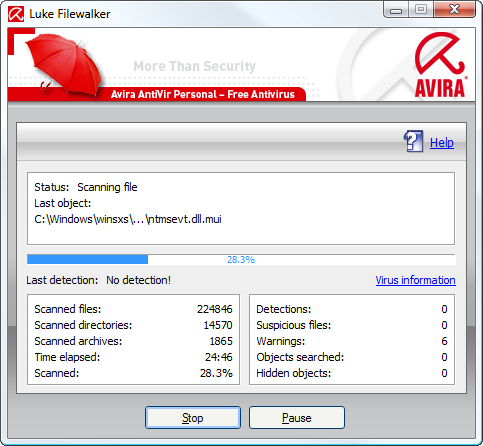 Luke Filewalker
More Than Security
AVIRA
Avira AntiVir Personal – Free Antivirus
Help
Status: Scanning file
Last object:
C:\Windows\winsxs\...\ntmsevt.dll.mui
28.3%
Last detection: No detection!
Virus information
Scanned files: 224846
Scanned directories: 14570
Scanned archives: 1865
Time elapsed: 24:46
Scanned: 28.3%
Detections: 0
Suspicious files: 0
Warnings: 6
Objects searched: 0
Hidden objects: 0
Stop
Pause